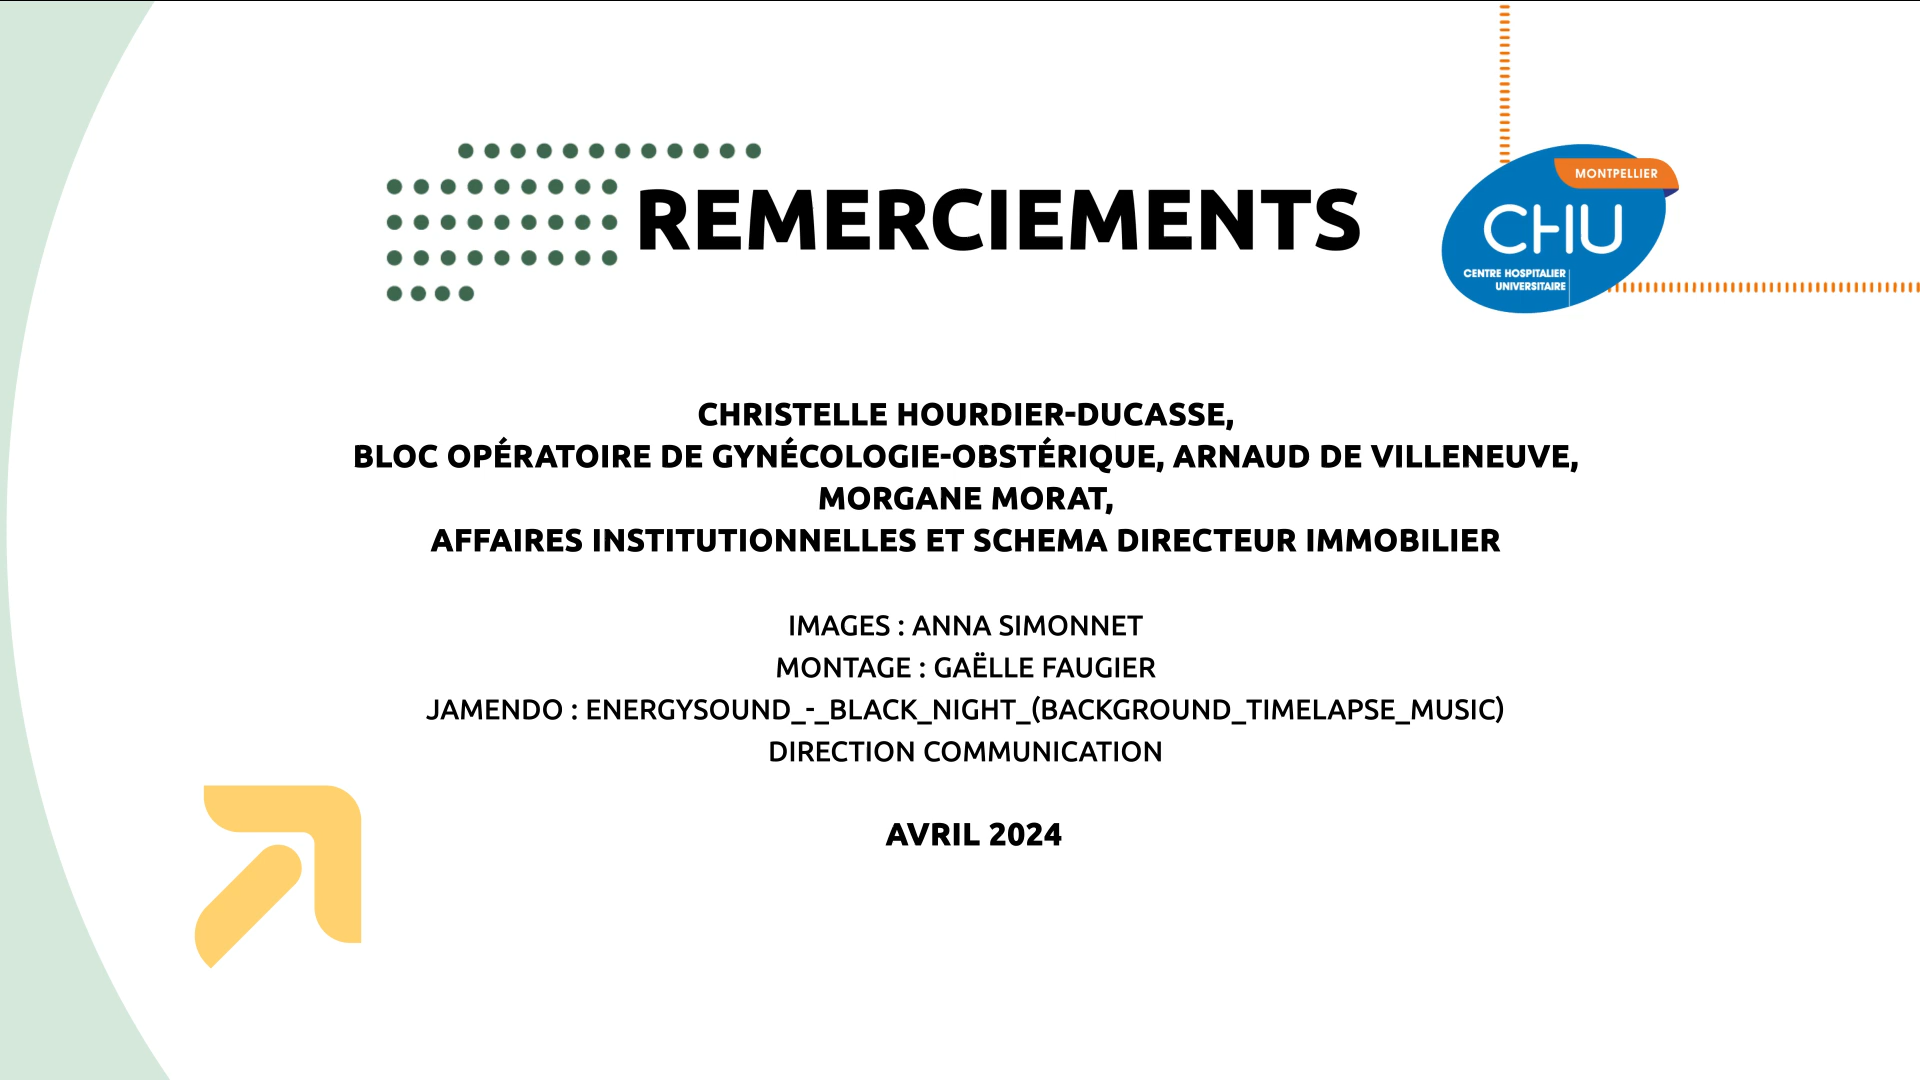 REMERCIEMENTS
MONTPELLIER
CHU
CENTRE HOSPITALIER
UNIVERSITAIRE
CHRISTELLE HOURDIER-DUCASSE,
BLOC OPÉRATOIRE DE GYNÉCOLOGIE-OBSTÉRIQUE, ARNAUD DE VILLENEUVE,
MORGANE MORAT,
AFFAIRES INSTITUTIONNELLES ET SCHEMA DIRECTEUR IMMOBILIER
IMAGES : ANNA SIMONNET
MONTAGE : GAËLLE FAUGIER
JAMENDO : ENERGYSOUND_-_BLACK_NIGHT_(BACKGROUND_TIMELAPSE_MUSIC)
DIRECTION COMMUNICATION
AVRIL 2024